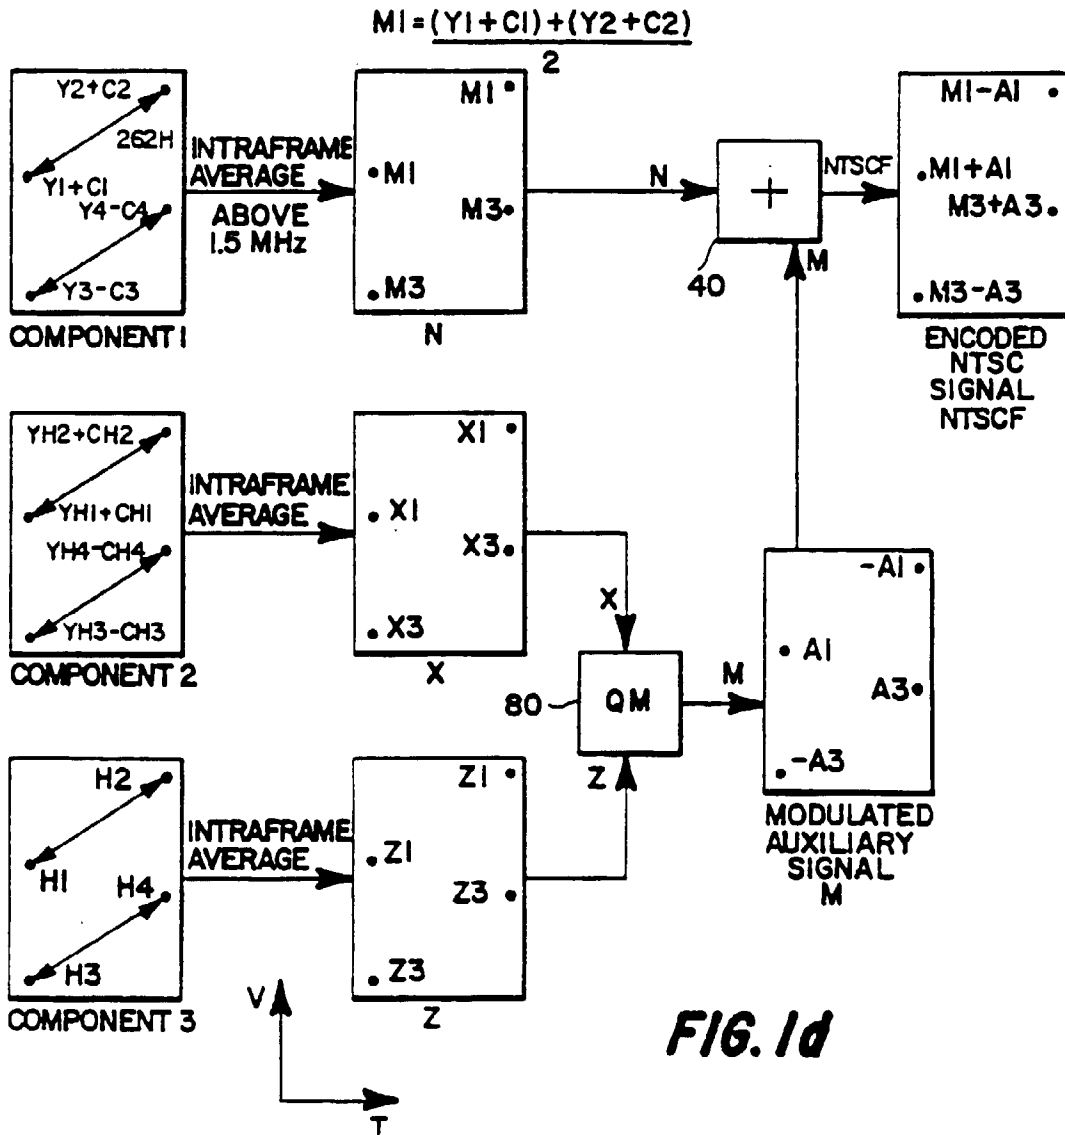 M1=(Y1+C1)+(Y2+C2)
2
Y2+C2
262H
Y1+C1
Y4-C4
Y3-C3
COMPONENT 1
INTRAFRAME
AVERAGE
ABOVE
1.5 MHz
M1
M1
M3
M3
N
N
+
40
M
NTSCF
M1-A1
M1+A1
M3+A3
M3-A3
ENCODED
NTSC
SIGNAL
NTSCF
YH2+CH2
YH1+CH1
YH4-CH4
YH3-CH3
COMPONENT 2
INTRAFRAME
AVERAGE
X1
X1
X3
X3
X
X
80
QM
Z
M
-A1
A1
A3
-A3
MODULATED
AUXILIARY
SIGNAL
M
H2
H1
H4
H3
COMPONENT 3
INTRAFRAME
AVERAGE
Z1
Z1
Z3
Z3
Z
V
T
FIG. 1d